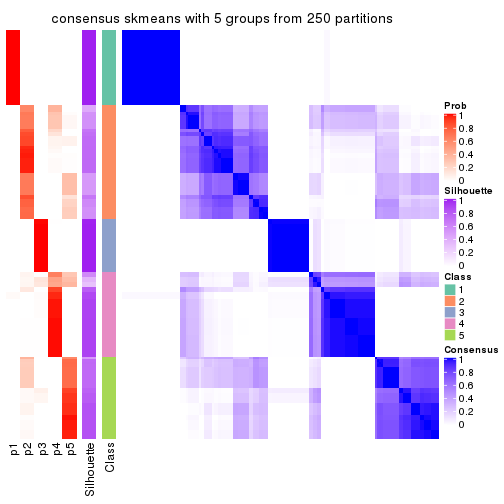 consensus skmeans with 5 groups from 250 partitions
Prob
1
0.8
0.6
0.4
0.2
0
Silhouette
1
0.8
0.6
0.4
0.2
0
Class
1
2
3
4
5
Consensus
1
0.8
0.6
0.4
0.2
0
p1
p2
p3
p4
p5
Silhouette
Class